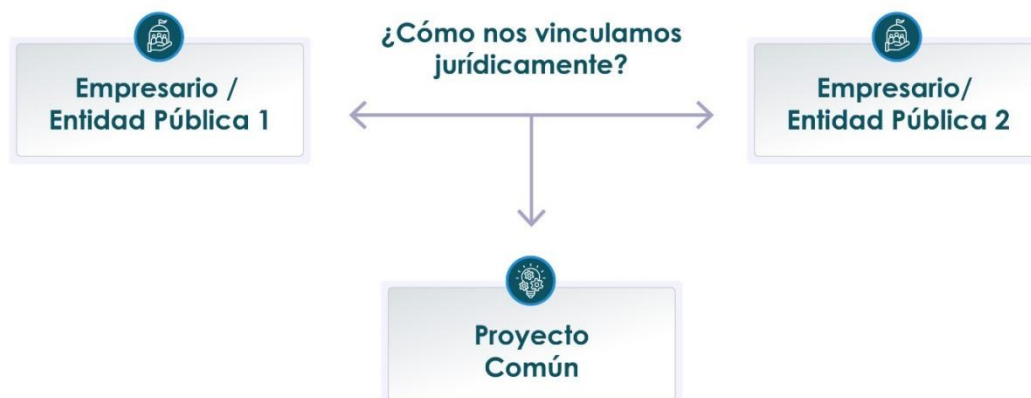 ¿Cómo nos vinculamos
jurídicamente?
Empresario /
Entidad Pública 1
Empresario/
Entidad Pública 2
Proyecto
Común